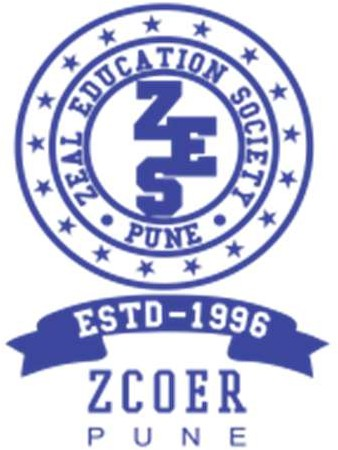 ZEAL EDUCATION SOCIETY
ZES
PUNE
ESTD-1996
ZCOER
PUNE